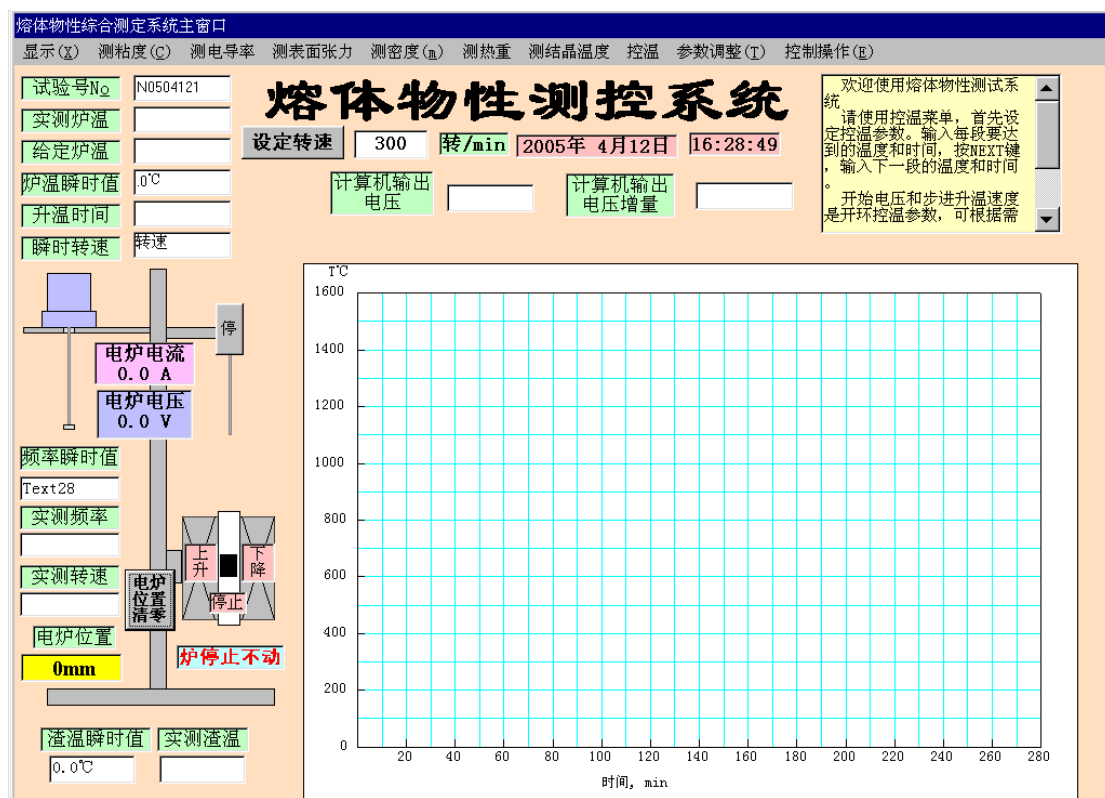 熔体物性综合测定系统主窗口
显示(X) 测粘度(C) 测电导率 测表面张力 测密度(m) 测热重 测结晶温度 控温 参数调整(T) 控制操作(E)
试验号No N0504121
实测炉温
给定炉温
炉温瞬时值 .0℃
升温时间
瞬时转速 转速
熔体物性测控系统
设定转速 300 转/min 2005年 4月12日 16:28:49
计算机输出
电压
计算机输出
电压增量
欢迎使用熔体物性测试系
统
请使用控温菜单，首先设
定控温参数。输入每段要达
到的温度和时间，按NEXT键
，输入下一段的温度和时间
。
开始电压和步进升温速度
是开环控温参数，可根据需
停
电炉电流
0.0 A
电炉电压
0.0 V
频率瞬时值
Text28
实测频率
实测转速
电炉
位置
清零
上
升
下
降
停止
电炉位置
0mm
炉停止不动
渣温瞬时值 实测渣温
0.0℃
T℃
1600
1400
1200
1000
800
600
400
200
0
20 40 60 80 100 120 140 160 180 200 220 240 260 280
时间, min